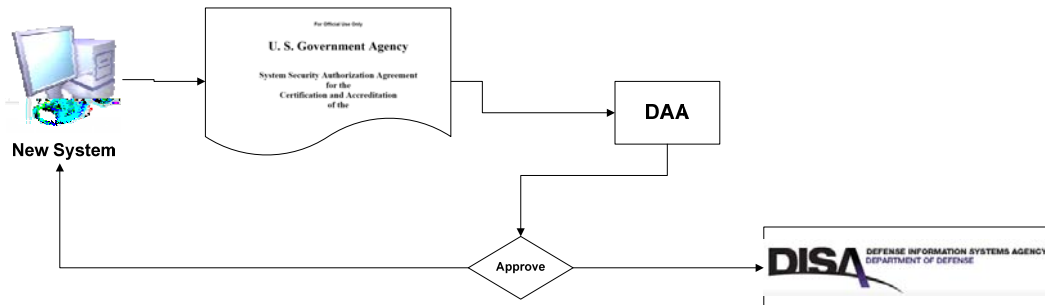 For Official Use Only
U. S. Government Agency
System Security Authorization Agreement
for the
Certification and Accreditation
of the
New System
DAA
Approve
DISA
DEFENSE INFORMATION SYSTEMS AGENCY
DEPARTMENT OF DEFENSE